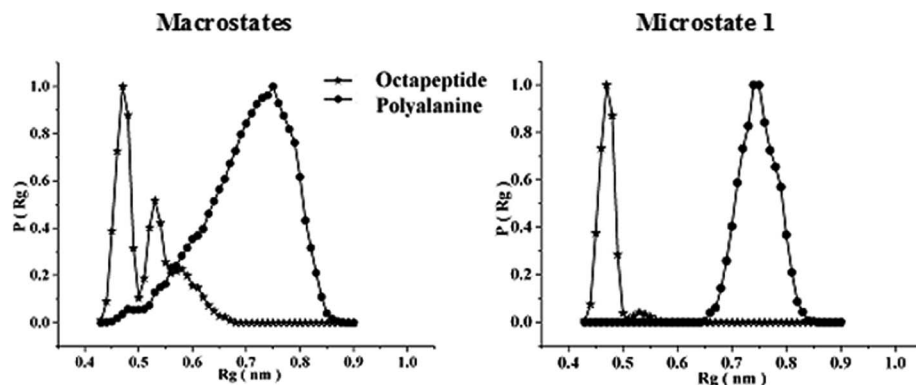 Macrostates
Octapeptide
Polyalanine
P ( Rg )
1.0
0.8
0.6
0.4
0.2
0.0
0.4 0.5 0.6 0.7 0.8 0.9 1.0
Rg ( nm )
Microstate 1
P ( Rg )
1.0
0.8
0.6
0.4
0.2
0.0
0.4 0.5 0.6 0.7 0.8 0.9 1.0
Rg ( nm )